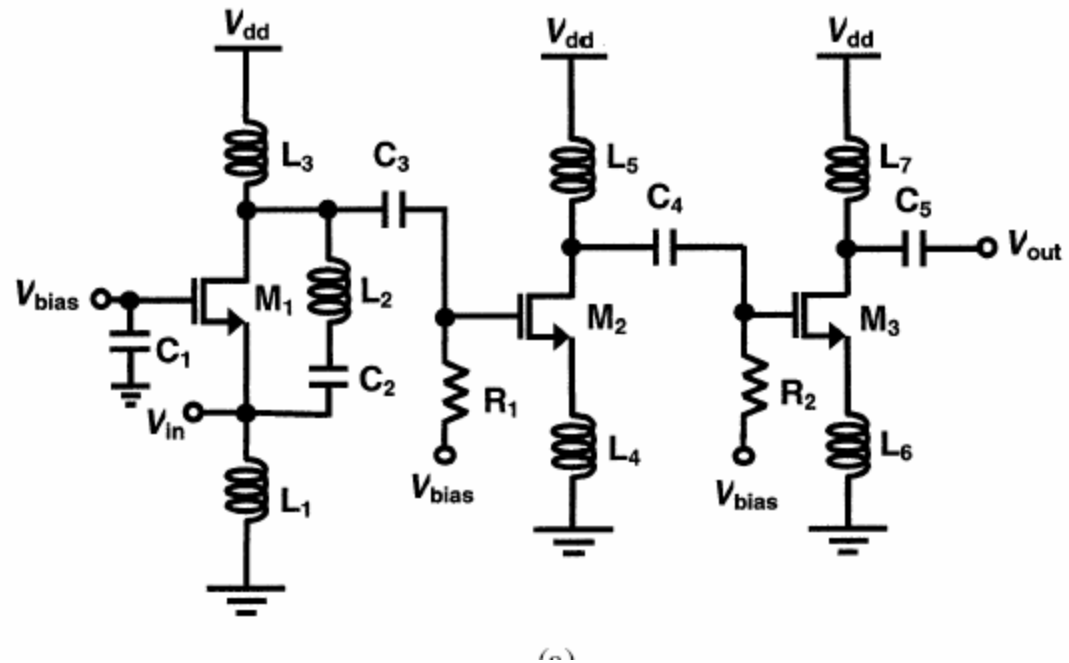 Vdd
Vdd
Vdd
L3
C3
L5
L7
C4
C5
Vout
Vbias
M1
L2
M2
M3
C1
C2
R1
R2
Vin
L4
L6
Vbias
Vbias
L1
(a)